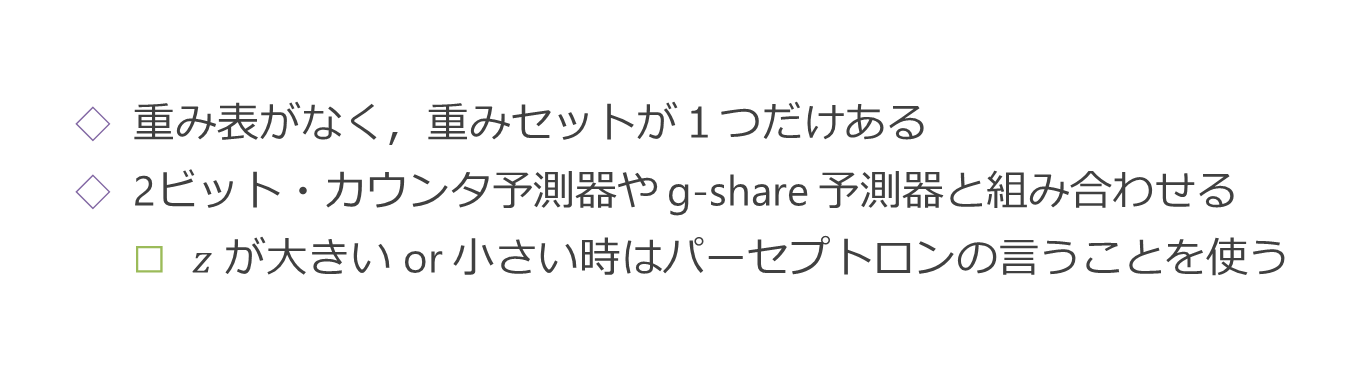 ◇ 重み表がなく，重みセットが１つだけある
◇ 2ビット・カウンタ予測器や g-share 予測器と組み合わせる
□ z が大きい or 小さい時はパーセプトロンの言うことを使う